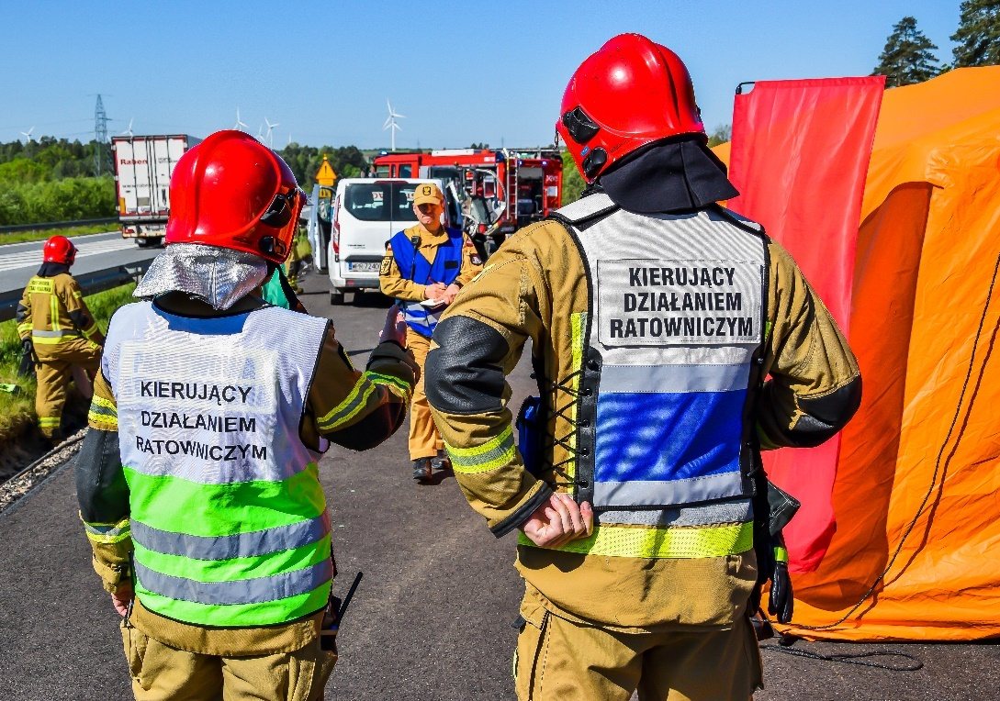 Raben
KIERUJĄCY
DZIAŁANIEM
RATOWNICZYM
KIERUJĄCY
DZIAŁANIEM
RATOWNICZYM